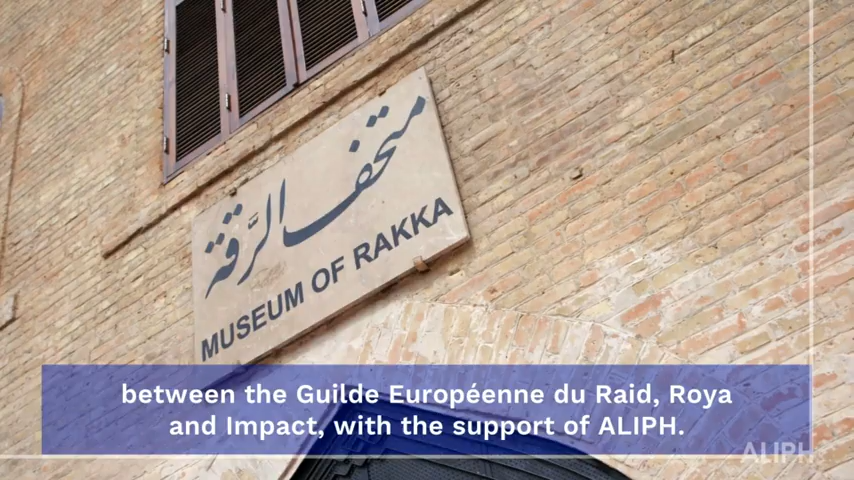 متحف الرقة
MUSEUM OF RAKKA
between the Guilde Européenne du Raid, Roya
and Impact, with the support of ALIPH.
ALIPH